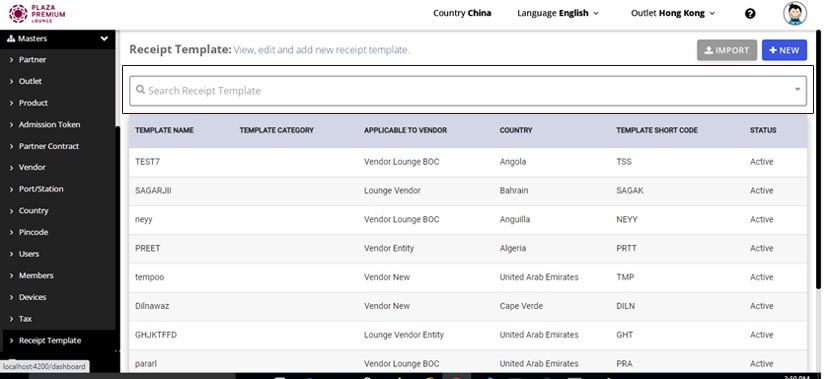 PLAZA
PREMIUM
LOUNGE
Country China
Language English
Outlet Hong Kong
Masters
Partner
Outlet
Product
Admission Token
Partner Contract
Vendor
Port/Station
Country
Pincode
Users
Members
Devices
Tax
Receipt Template
localhost:4200/dashboard
Receipt Template: View, edit and add new receipt template.
IMPORT
+ NEW
Search Receipt Template
TEMPLATE NAME TEMPLATE CATEGORY APPLICABLE TO VENDOR COUNTRY TEMPLATE SHORT CODE STATUS
TEST7 Vendor Lounge BOC Angola TSS Active
SAGARJII Lounge Vendor Bahrain SAGAK Active
neyy Vendor Lounge BOC Anguilla NEYY Active
PREET Vendor Entity Algeria PRTT Active
tempoo Vendor New United Arab Emirates TMP Active
Dilnawaz Vendor New Cape Verde DILN Active
GHJKTFFD Lounge Vendor Entity United Arab Emirates GHT Active
pararl Vendor Lounge BOC United Arab Emirates PRA Active